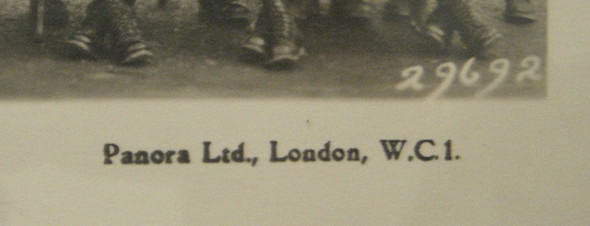 29692
Panora Ltd., London, W.C.1.